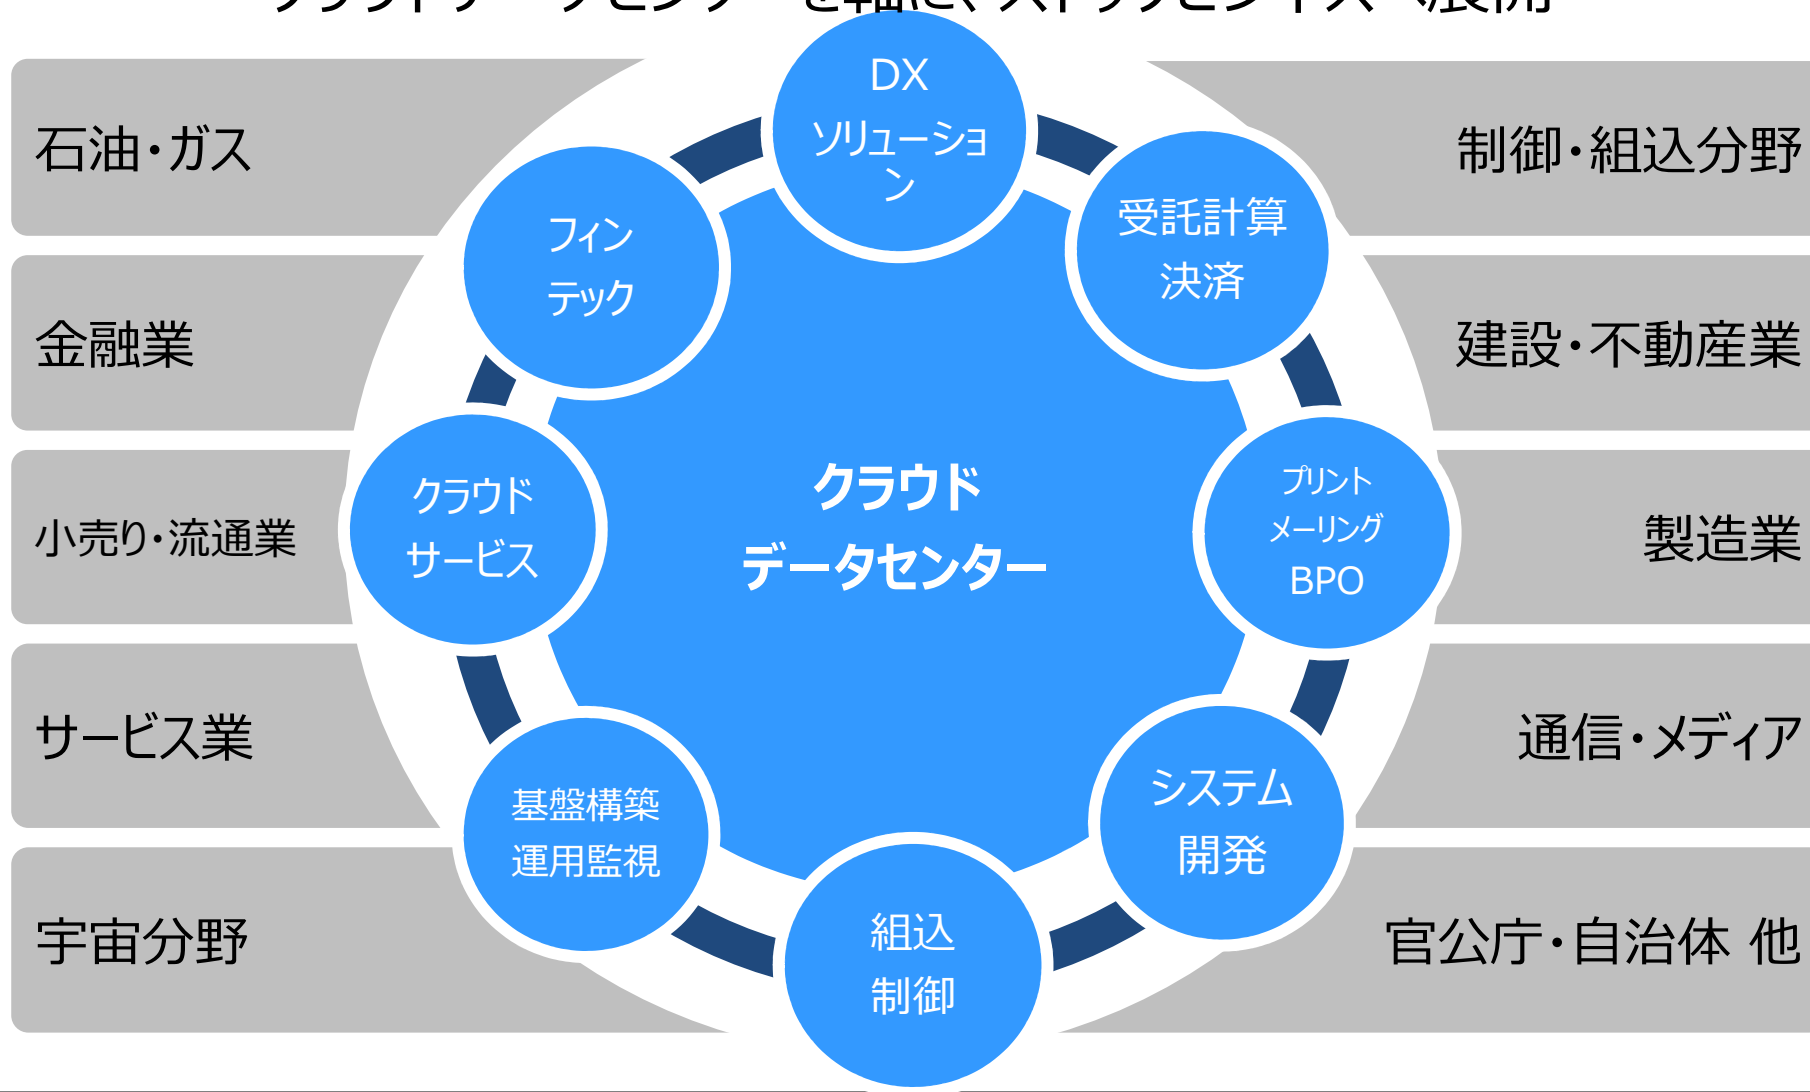 DX
ソリューショ
ン
フィン
テック
受託計算
決済
クラウド
サービス
クラウド
データセンター
プリント
メーリング
BPO
基盤構築
運用監視
システム
開発
組込
制御
石油・ガス
金融業
小売り・流通業
サービス業
宇宙分野
制御・組込分野
建設・不動産業
製造業
通信・メディア
官公庁・自治体 他